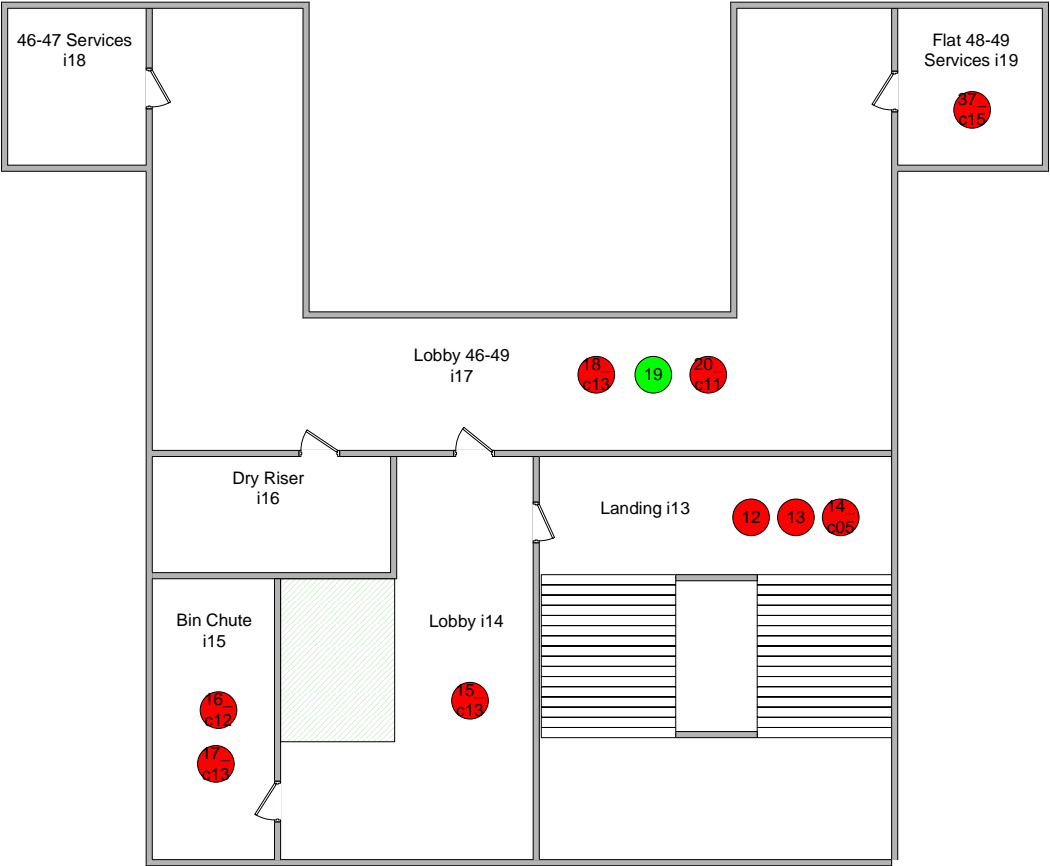 46-47 Services
i18
Flat 48-49
Services i19
37_
c15
Lobby 46-49
i17
18_
c13
19
20_
c11
Dry Riser
i16
Landing i13
12
13
14_
c05
Bin Chute
i15
Lobby i14
16_
c12
15_
c13
17_
c13